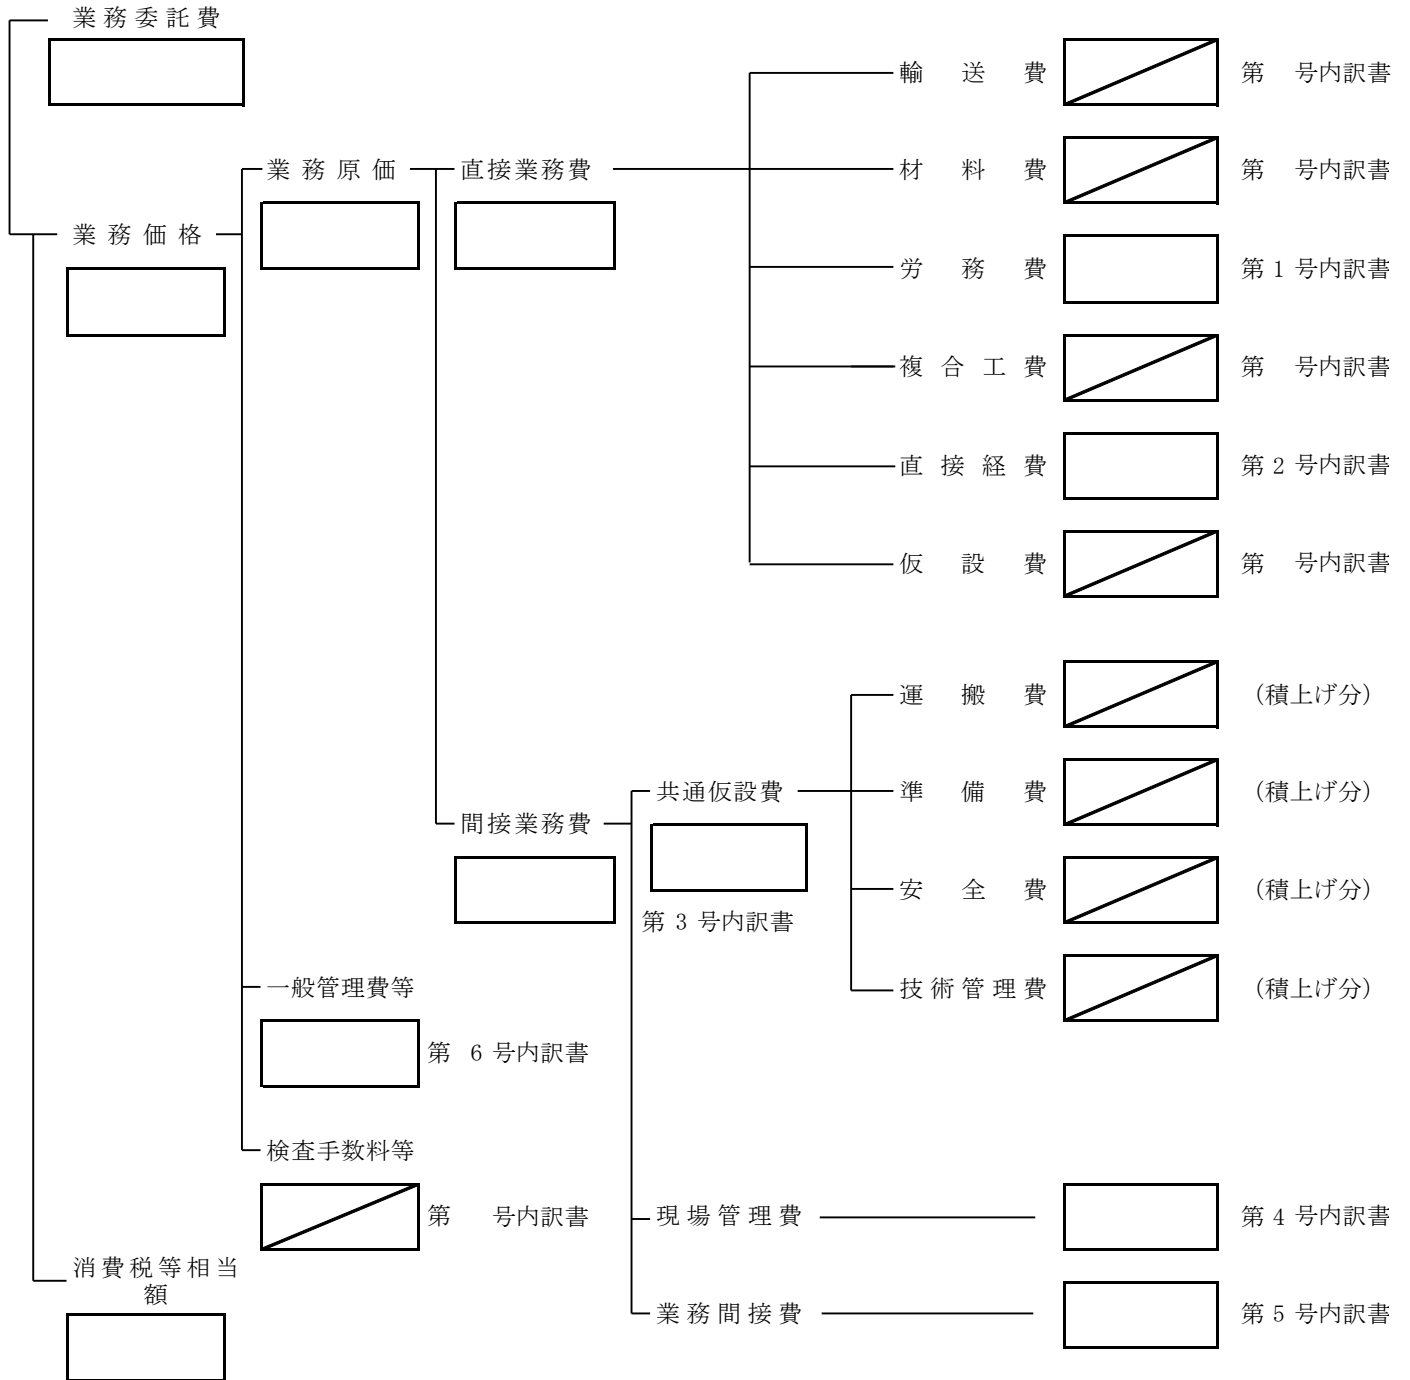 業務委託費
輸送費 第 号内訳書
業務原価 直接業務費 材料費 第 号内訳書
業務価格
労務費 第1号内訳書
複合工費 第 号内訳書
直接経費 第2号内訳書
仮設費 第 号内訳書
運搬費 (積上げ分)
共通仮設費 準備費 (積上げ分)
間接業務費
安全費 (積上げ分)
第3号内訳書
一般管理費等 技術管理費 (積上げ分)
第 6号内訳書
検査手数料等
第 号内訳書 現場管理費 第4号内訳書
消費税等相当
額
業務間接費 第5号内訳書